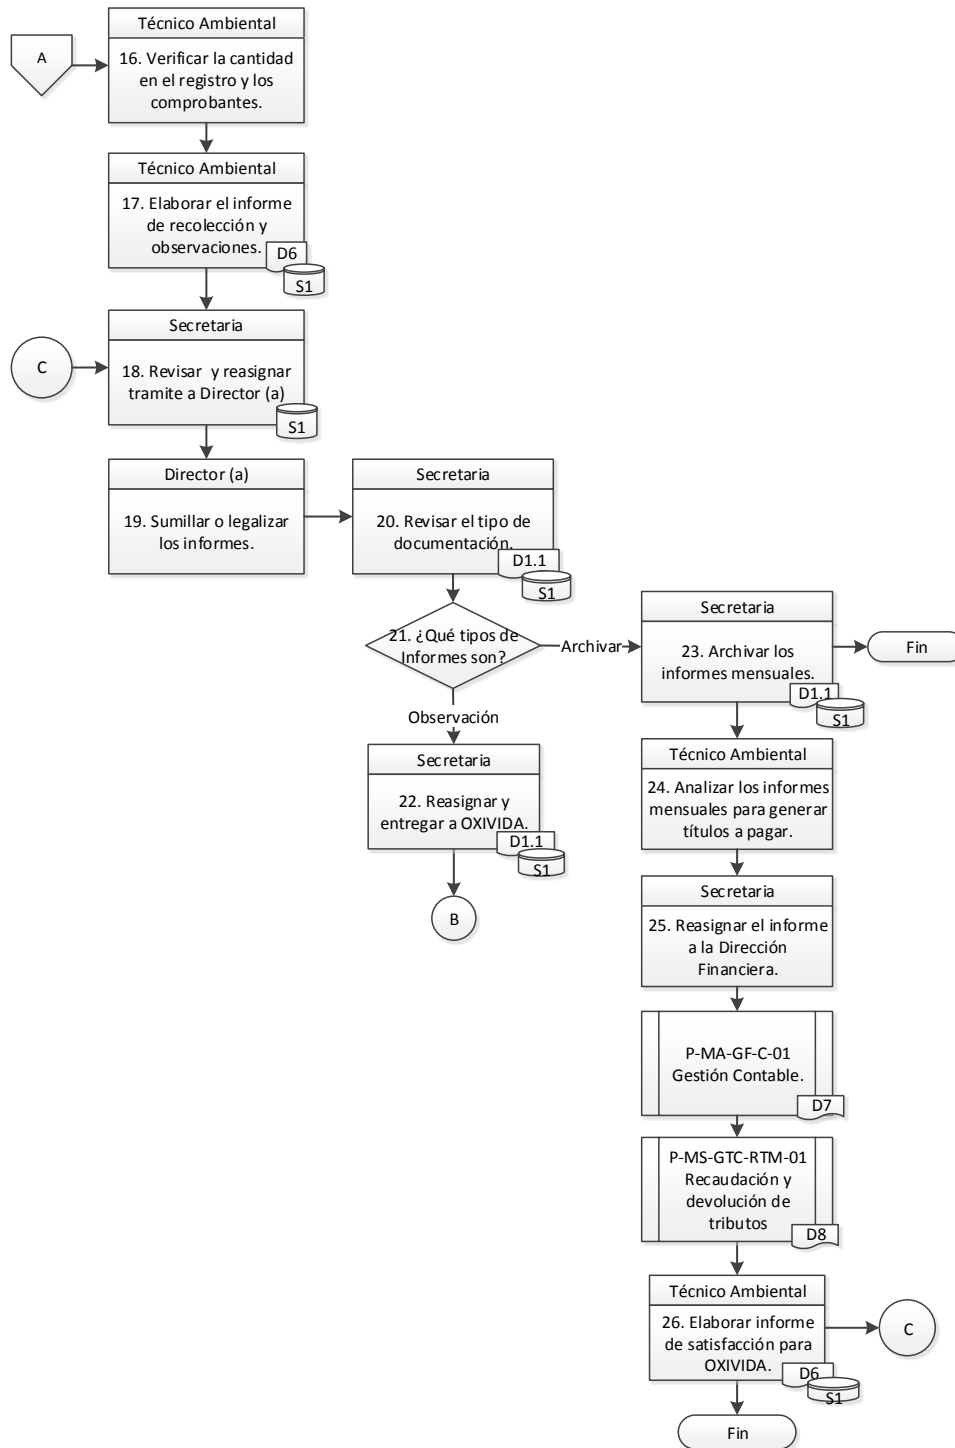 A
Técnico Ambiental
16. Verificar la cantidad
en el registro y los
comprobantes.
Técnico Ambiental
17. Elaborar el informe
de recolección y
observaciones.
D6
S1
C
Secretaria
18. Revisar y reasignar
tramite a Director (a)
S1
Director (a)
19. Sumillar o legalizar
los informes.
Secretaria
20. Revisar el tipo de
documentación.
D1.1
S1
21. ¿Qué tipos de
Informes son?
Archivar
Observación
Secretaria
22. Reasignar y
entregar a OXIVIDA.
D1.1
S1
B
Secretaria
23. Archivar los
informes mensuales.
D1.1
S1
Fin
Técnico Ambiental
24. Analizar los informes
mensuales para generar
títulos a pagar.
Secretaria
25. Reasignar el informe
a la Dirección
Financiera.
P-MA-GF-C-01
Gestión Contable.
D7
P-MS-GTC-RTM-01
Recaudación y
devolución de
tributos
D8
Técnico Ambiental
26. Elaborar informe
de satisfacción para
OXIVIDA.
D6
S1
C
Fin